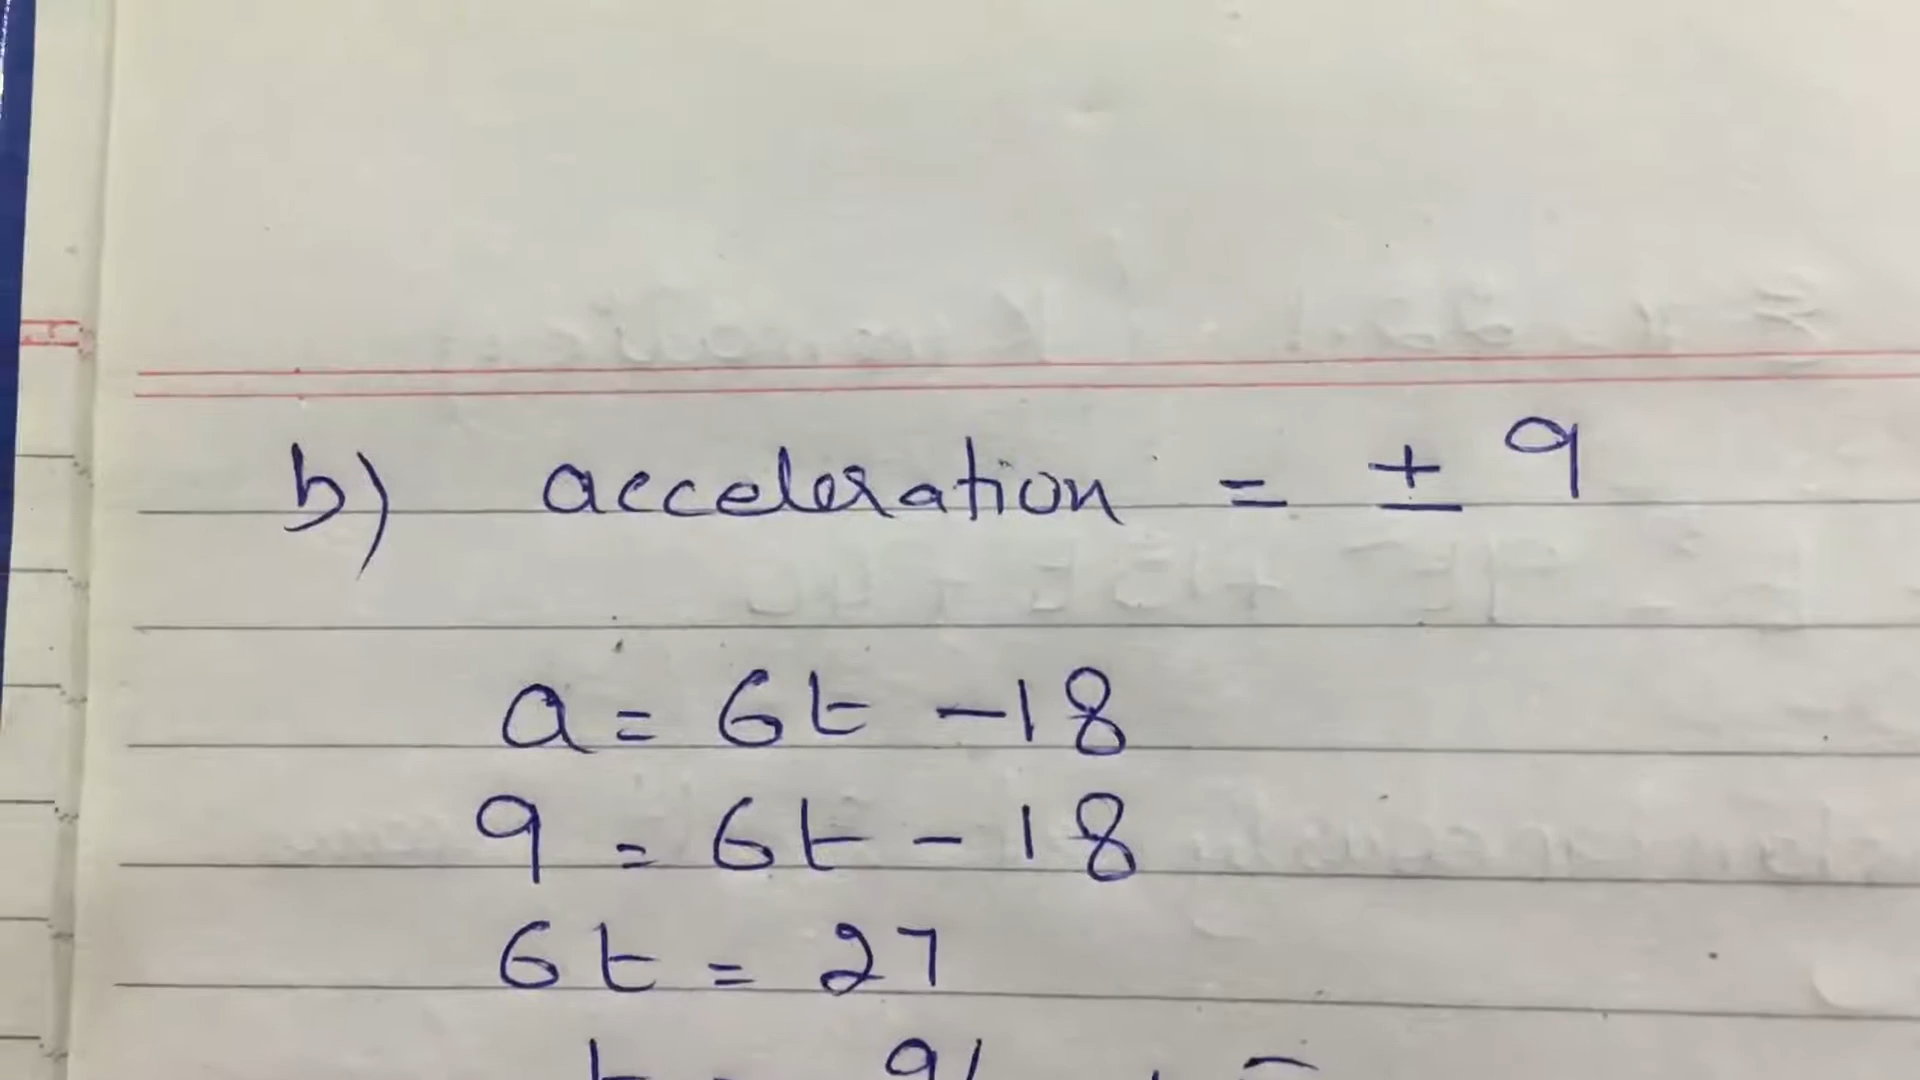 b) acceleration = ± 9
a = 6t - 18
9 = 6t - 18
6t = 27